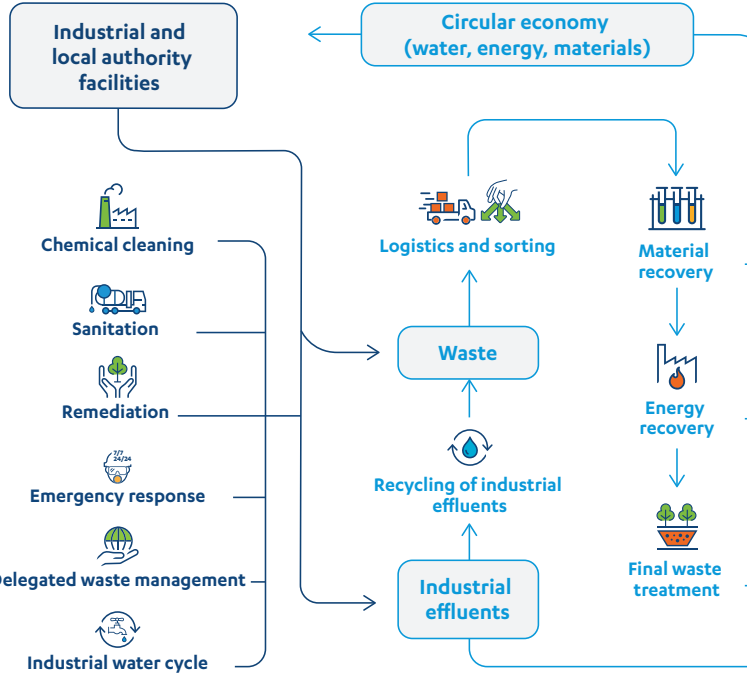 Industrial and
local authority
facilities
Circular economy
(water, energy, materials)
Chemical cleaning
Sanitation
Remediation
7/7
24/24
Emergency response
Delegated waste management
Industrial water cycle
Logistics and sorting
Waste
Recycling of industrial
effluents
Industrial
effluents
Material
recovery
Energy
recovery
Final waste
treatment